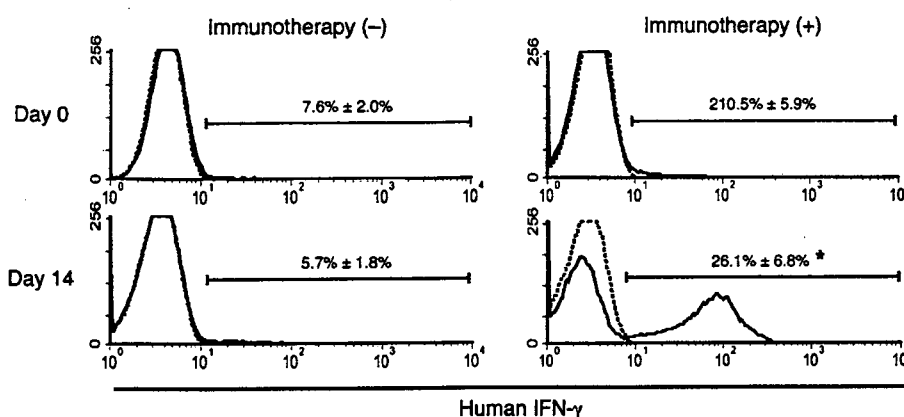 Immunotherapy (–) Immunotherapy (+)
Day 0
256
0
7.6% ± 2.0%
10⁰ 10¹ 10² 10³ 10⁴
256
0
210.5% ± 5.9%
10⁰ 10¹ 10² 10³ 10⁴
Day 14
256
0
5.7% ± 1.8%
10⁰ 10¹ 10² 10³ 10⁴
256
0
26.1% ± 6.8% *
10⁰ 10¹ 10² 10³ 10⁴
Human IFN-γ